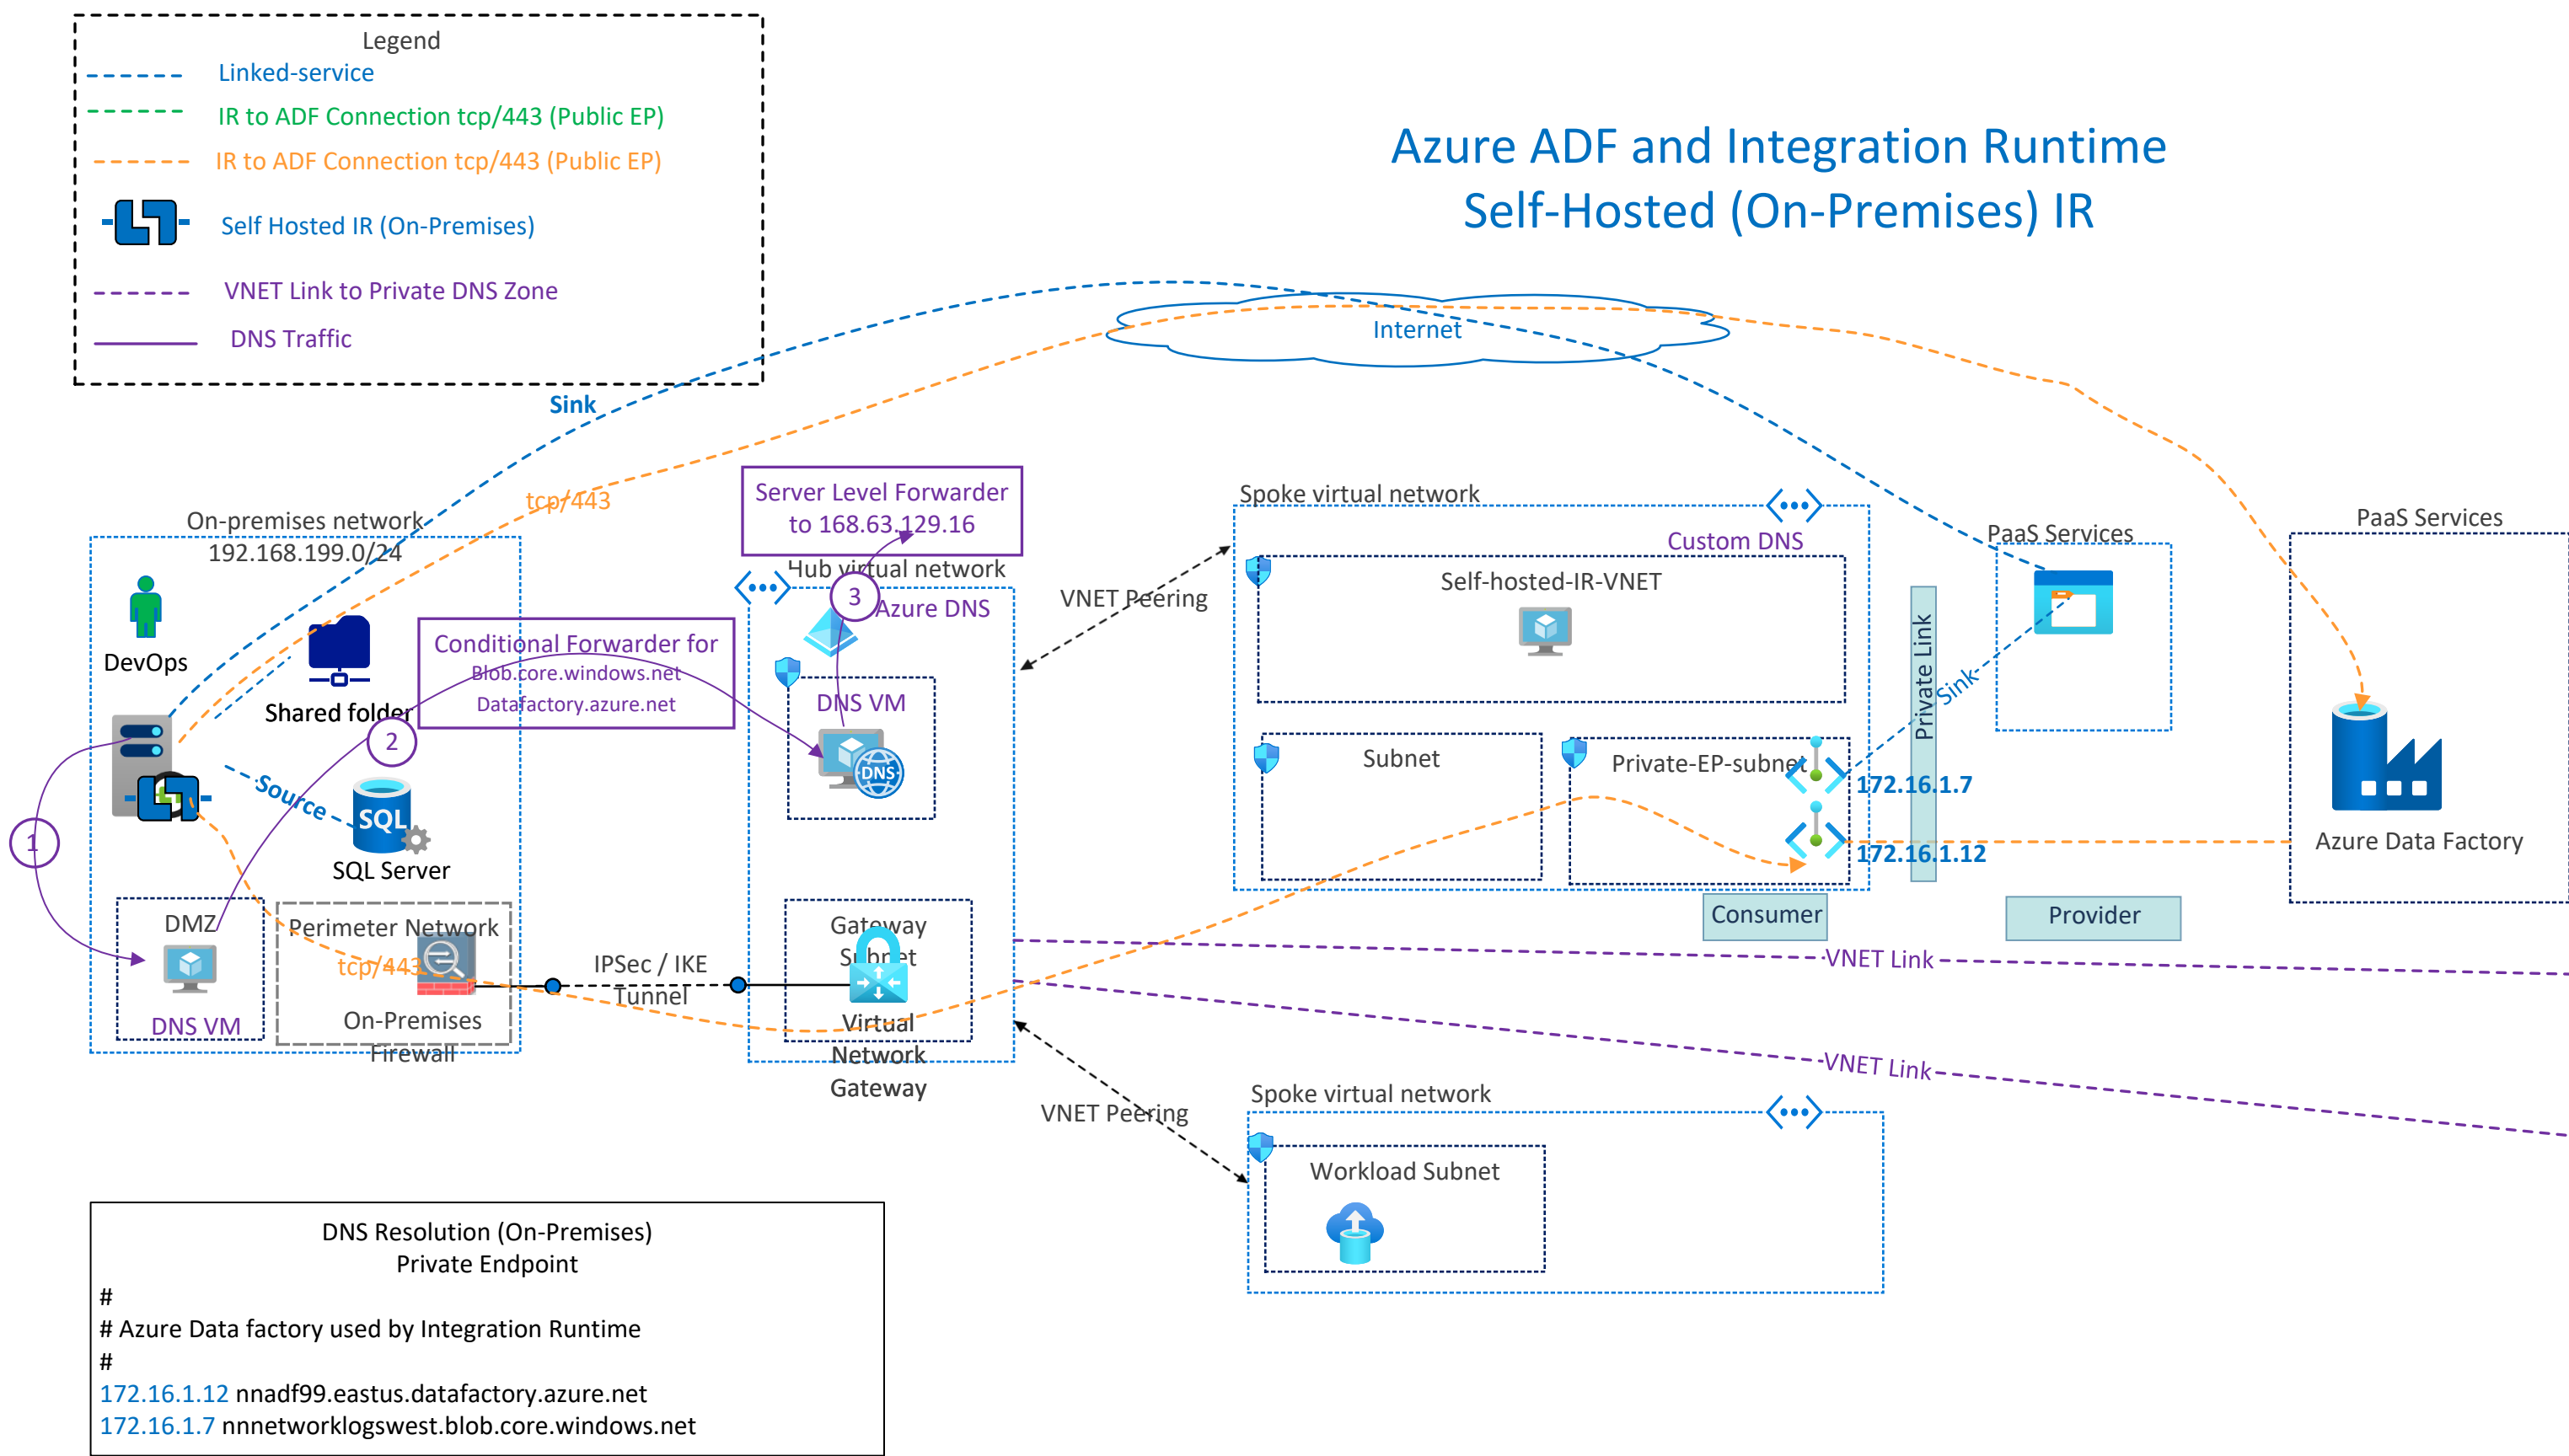 Legend
Linked-service
IR to ADF Connection tcp/443 (Public EP)
IR to ADF Connection tcp/443 (Public EP)
Self Hosted IR (On-Premises)
VNET Link to Private DNS Zone
DNS Traffic
Azure ADF and Integration Runtime
Self-Hosted (On-Premises) IR
Internet
Sink
tcp/443
On-premises network
192.168.199.0/24
DevOps
Shared folder
Source
SQL
SQL Server
1
2
3
DMZ
DNS VM
Perimeter Network
tcp/443
On-Premises
Firewall
IPSec / IKE
Tunnel
Conditional Forwarder for
Blob.core.windows.net
Datafactory.azure.net
Server Level Forwarder
to 168.63.129.16
Hub virtual network
Azure DNS
DNS VM
DNS
Gateway
Subnet
Virtual
Network
Gateway
VNET Peering
VNET Peering
Spoke virtual network
Custom DNS
Self-hosted-IR-VNET
Subnet
Private-EP-subnet
172.16.1.7
172.16.1.12
Private Link
Sink
PaaS Services
PaaS Services
Azure Data Factory
Consumer
Provider
VNET Link
VNET Link
Spoke virtual network
Workload Subnet
DNS Resolution (On-Premises)
Private Endpoint
#
# Azure Data factory used by Integration Runtime
#
172.16.1.12 nnadf99.eastus.datafactory.azure.net
172.16.1.7 nnnetworklogswest.blob.core.windows.net